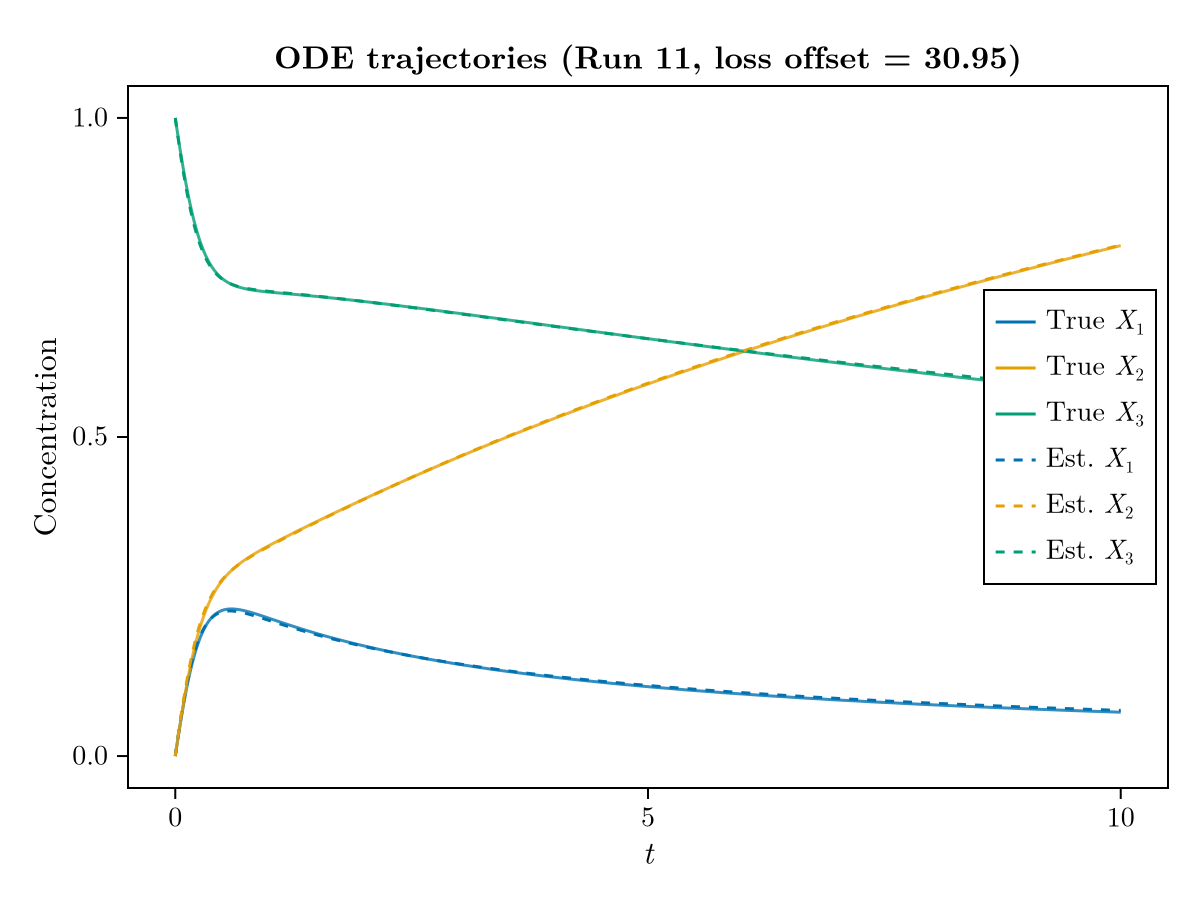 ODE trajectories (Run 11, loss offset = 30.95)
1.0
0.5
0.0
Concentration
0
5
10
t
True X₁
True X₂
True X₃
Est. X₁
Est. X₂
Est. X₃